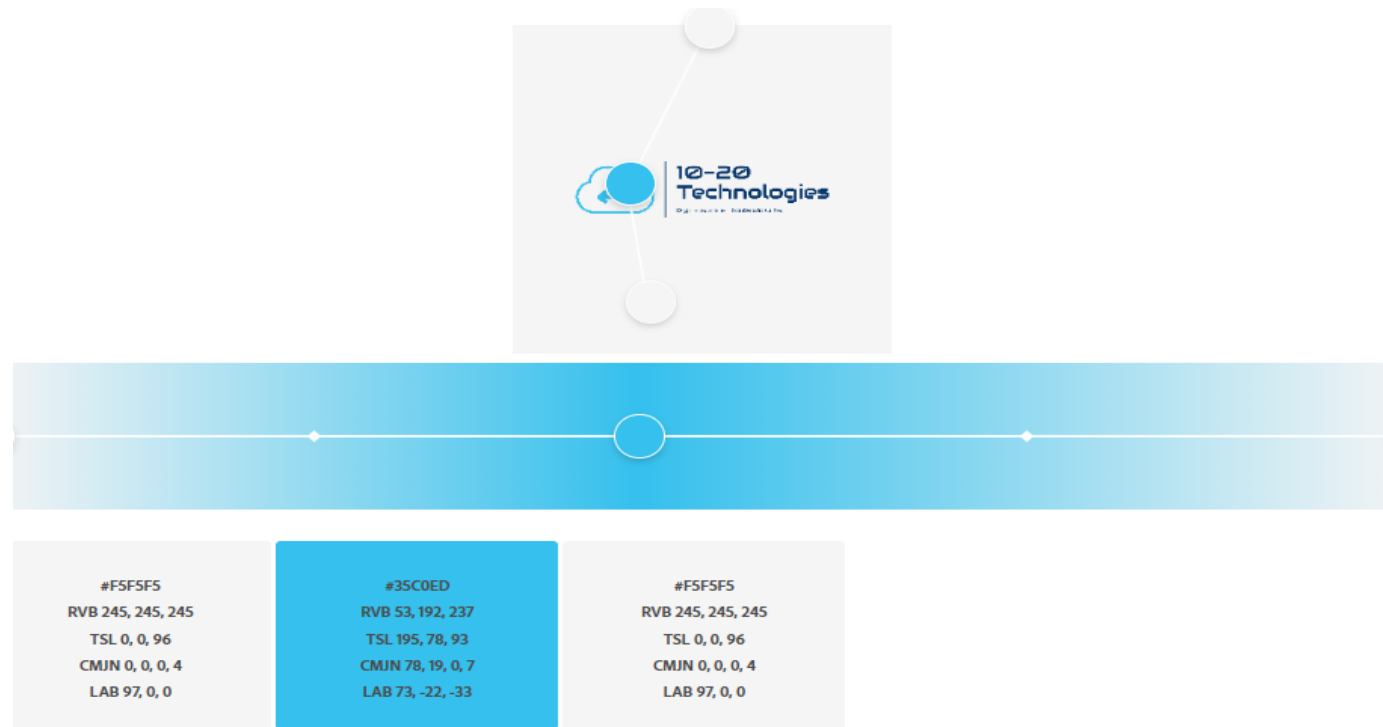 10-20
Technologies
#F5F5F5
RVB 245, 245, 245
TSL 0, 0, 96
CMJN 0, 0, 0, 4
LAB 97, 0, 0
#35C0ED
RVB 53, 192, 237
TSL 195, 78, 93
CMJN 78, 19, 0, 7
LAB 73, -22, -33
#F5F5F5
RVB 245, 245, 245
TSL 0, 0, 96
CMJN 0, 0, 0, 4
LAB 97, 0, 0